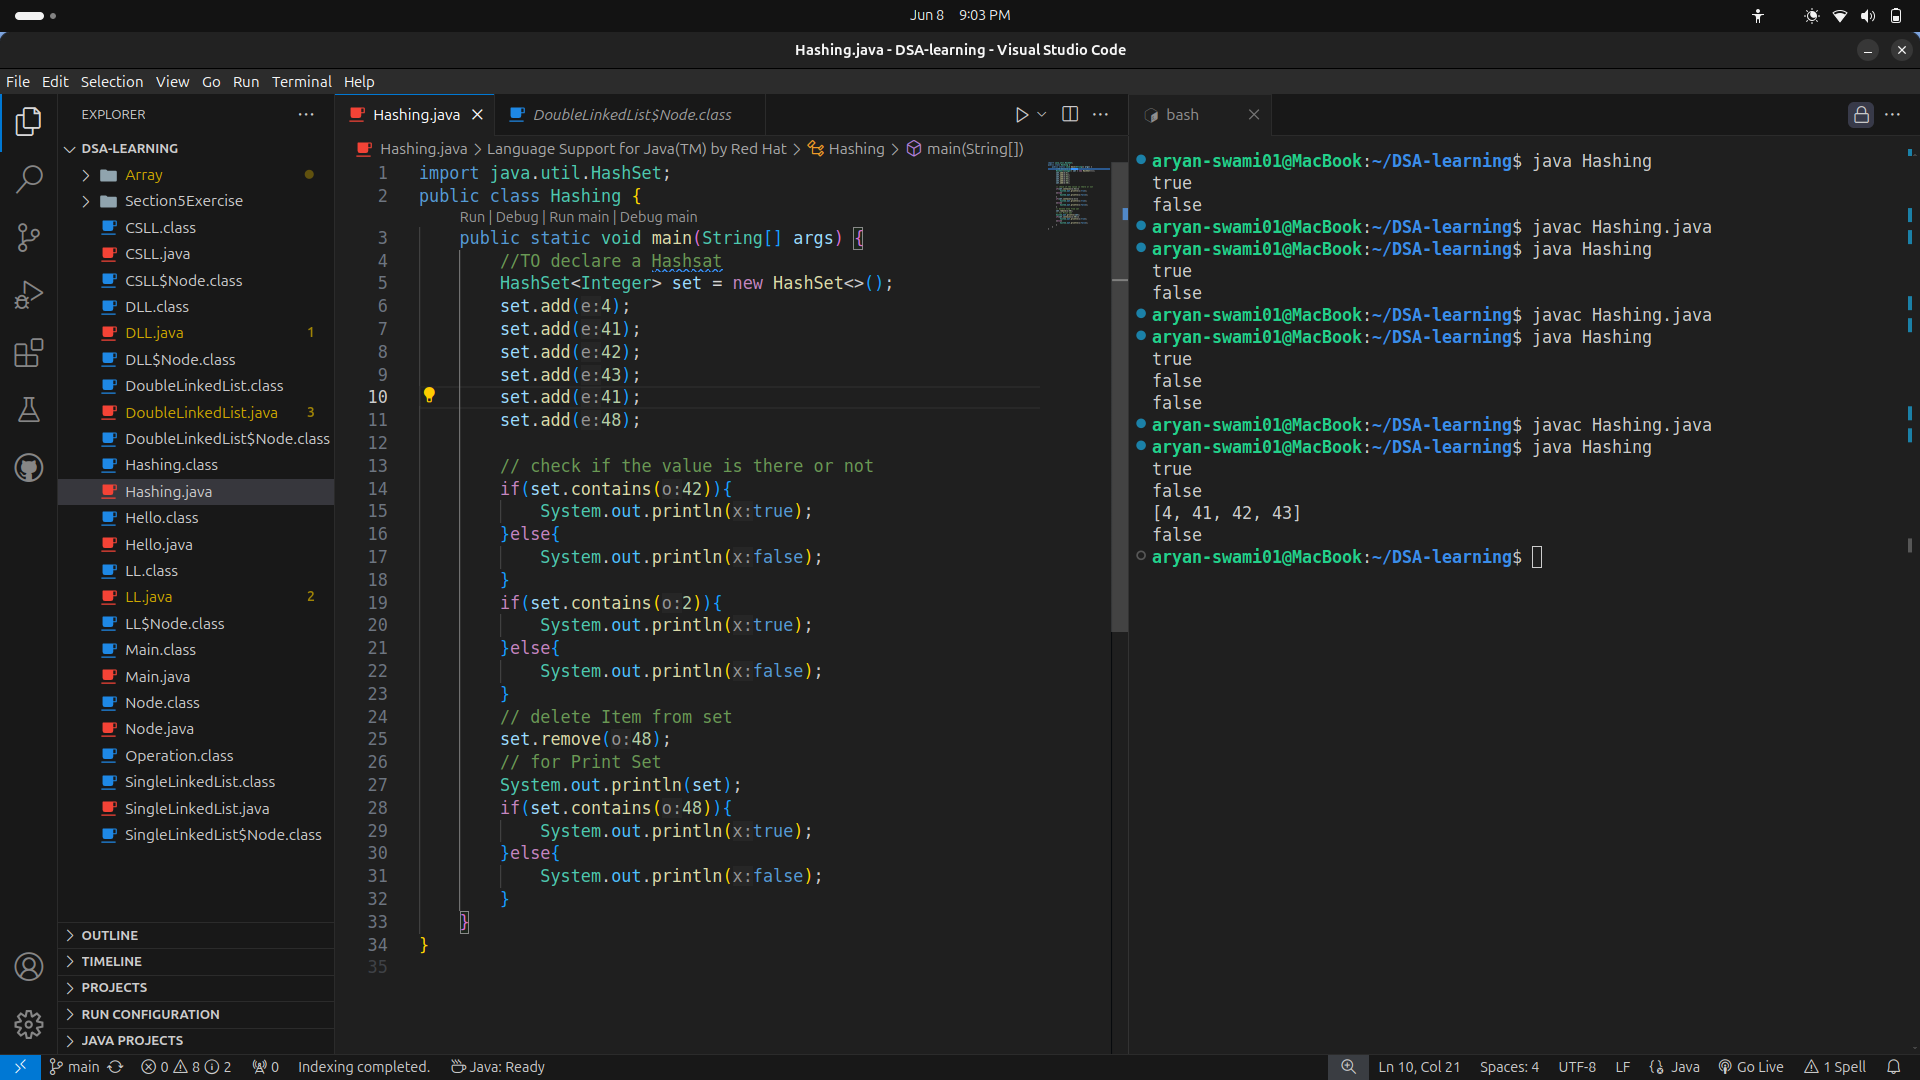 Jun 8 9:03 PM
Hashing.java - DSA-learning - Visual Studio Code
File Edit Selection View Go Run Terminal Help
EXPLORER
DSA-LEARNING
Array
Section5Exercise
CSLL.class
CSLL.java
CSLL$Node.class
DLL.class
DLL.java 1
DLL$Node.class
DoubleLinkedList.class
DoubleLinkedList.java 3
DoubleLinkedList$Node.class
Hashing.class
Hashing.java
Hello.class
Hello.java
LL.class
LL.java 2
LL$Node.class
Main.class
Main.java
Node.class
Node.java
Operation.class
SingleLinkedList.class
SingleLinkedList.java
SingleLinkedList$Node.class
OUTLINE
TIMELINE
PROJECTS
RUN CONFIGURATION
JAVA PROJECTS
Hashing.java DoubleLinkedList$Node.class
Hashing.java > Language Support for Java(TM) by Red Hat > Hashing > main(String[])
1 import java.util.HashSet;
2 public class Hashing {
Run | Debug | Run main | Debug main
3 public static void main(String[] args) {
4 //TO declare a Hashsat
5 HashSet<Integer> set = new HashSet<>();
6 set.add(e:4);
7 set.add(e:41);
8 set.add(e:42);
9 set.add(e:43);
10 set.add(e:41);
11 set.add(e:48);
12
13 // check if the value is there or not
14 if(set.contains(o:42)){
15 System.out.println(x:true);
16 }else{
17 System.out.println(x:false);
18 }
19 if(set.contains(o:2)){
20 System.out.println(x:true);
21 }else{
22 System.out.println(x:false);
23 }
24 // delete Item from set
25 set.remove(o:48);
26 // for Print Set
27 System.out.println(set);
28 if(set.contains(o:48)){
29 System.out.println(x:true);
30 }else{
31 System.out.println(x:false);
32 }
33 }
34 }
35
bash
aryan-swami01@MacBook:~/DSA-learning$ java Hashing
true
false
aryan-swami01@MacBook:~/DSA-learning$ javac Hashing.java
aryan-swami01@MacBook:~/DSA-learning$ java Hashing
true
false
aryan-swami01@MacBook:~/DSA-learning$ javac Hashing.java
aryan-swami01@MacBook:~/DSA-learning$ java Hashing
true
false
false
aryan-swami01@MacBook:~/DSA-learning$ javac Hashing.java
aryan-swami01@MacBook:~/DSA-learning$ java Hashing
true
false
[4, 41, 42, 43]
false
aryan-swami01@MacBook:~/DSA-learning$
main 0 8 2 0 Indexing completed. Java: Ready Ln 10, Col 21 Spaces: 4 UTF-8 LF {} Java Go Live 1 Spell